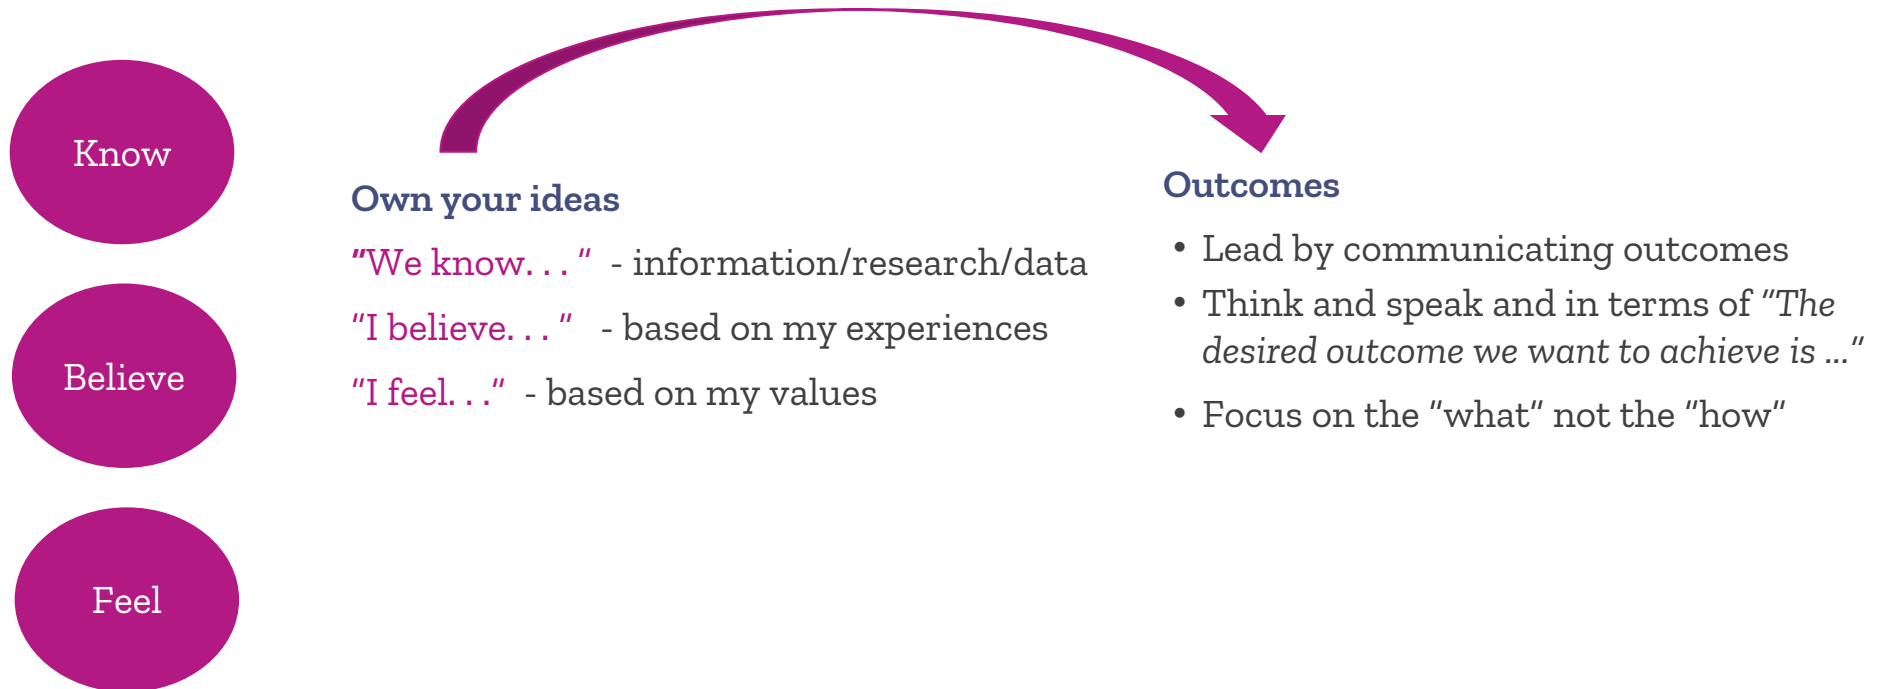 Know
Believe
Feel
Own your ideas
"We know. . . " - information/research/data
"I believe. . . " - based on my experiences
"I feel. . ." - based on my values
Outcomes
• Lead by communicating outcomes
• Think and speak and in terms of "The
desired outcome we want to achieve is ..."
• Focus on the "what" not the "how"